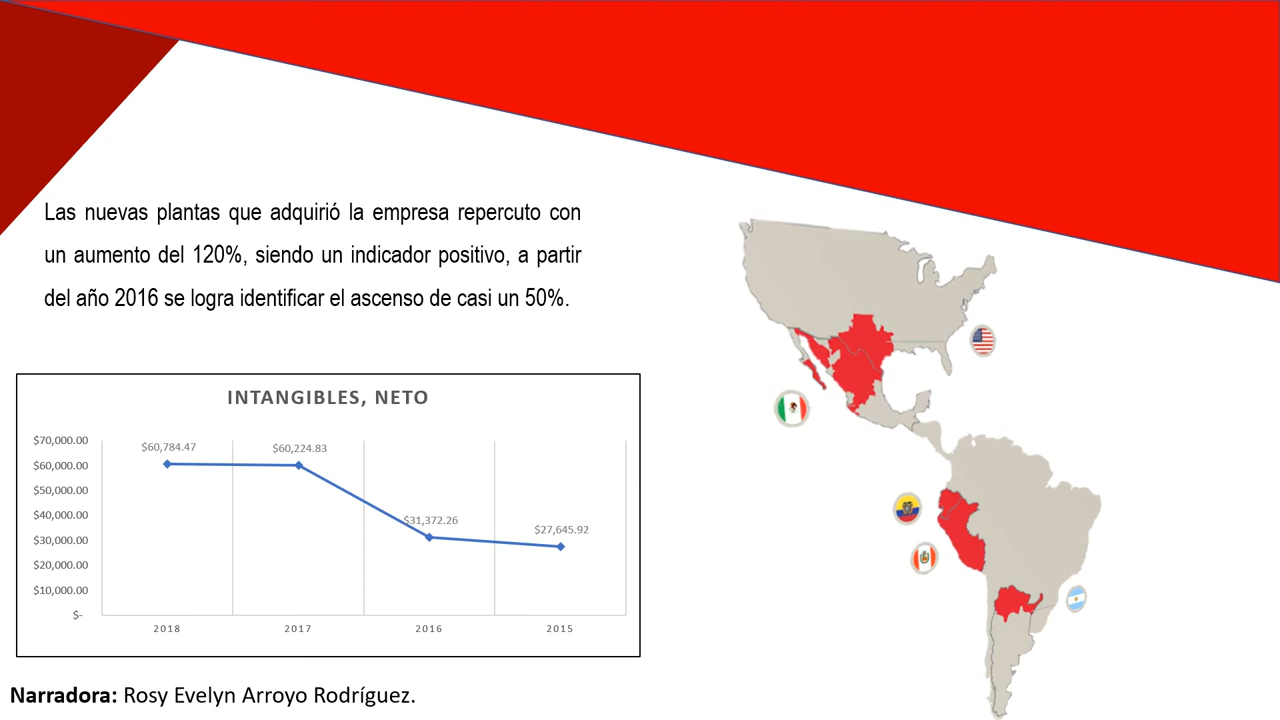 Las nuevas plantas que adquirió la empresa repercuto con
un aumento del 120%, siendo un indicador positivo, a partir
del año 2016 se logra identificar el ascenso de casi un 50%.
INTANGIBLES, NETO
$70,000.00
$60,000.00
$50,000.00
$40,000.00
$30,000.00
$20,000.00
$10,000.00
$-
$60,784.47
$60,224.83
$31,372.26
$27,645.92
2018 2017 2016 2015
Narradora: Rosy Evelyn Arroyo Rodríguez.